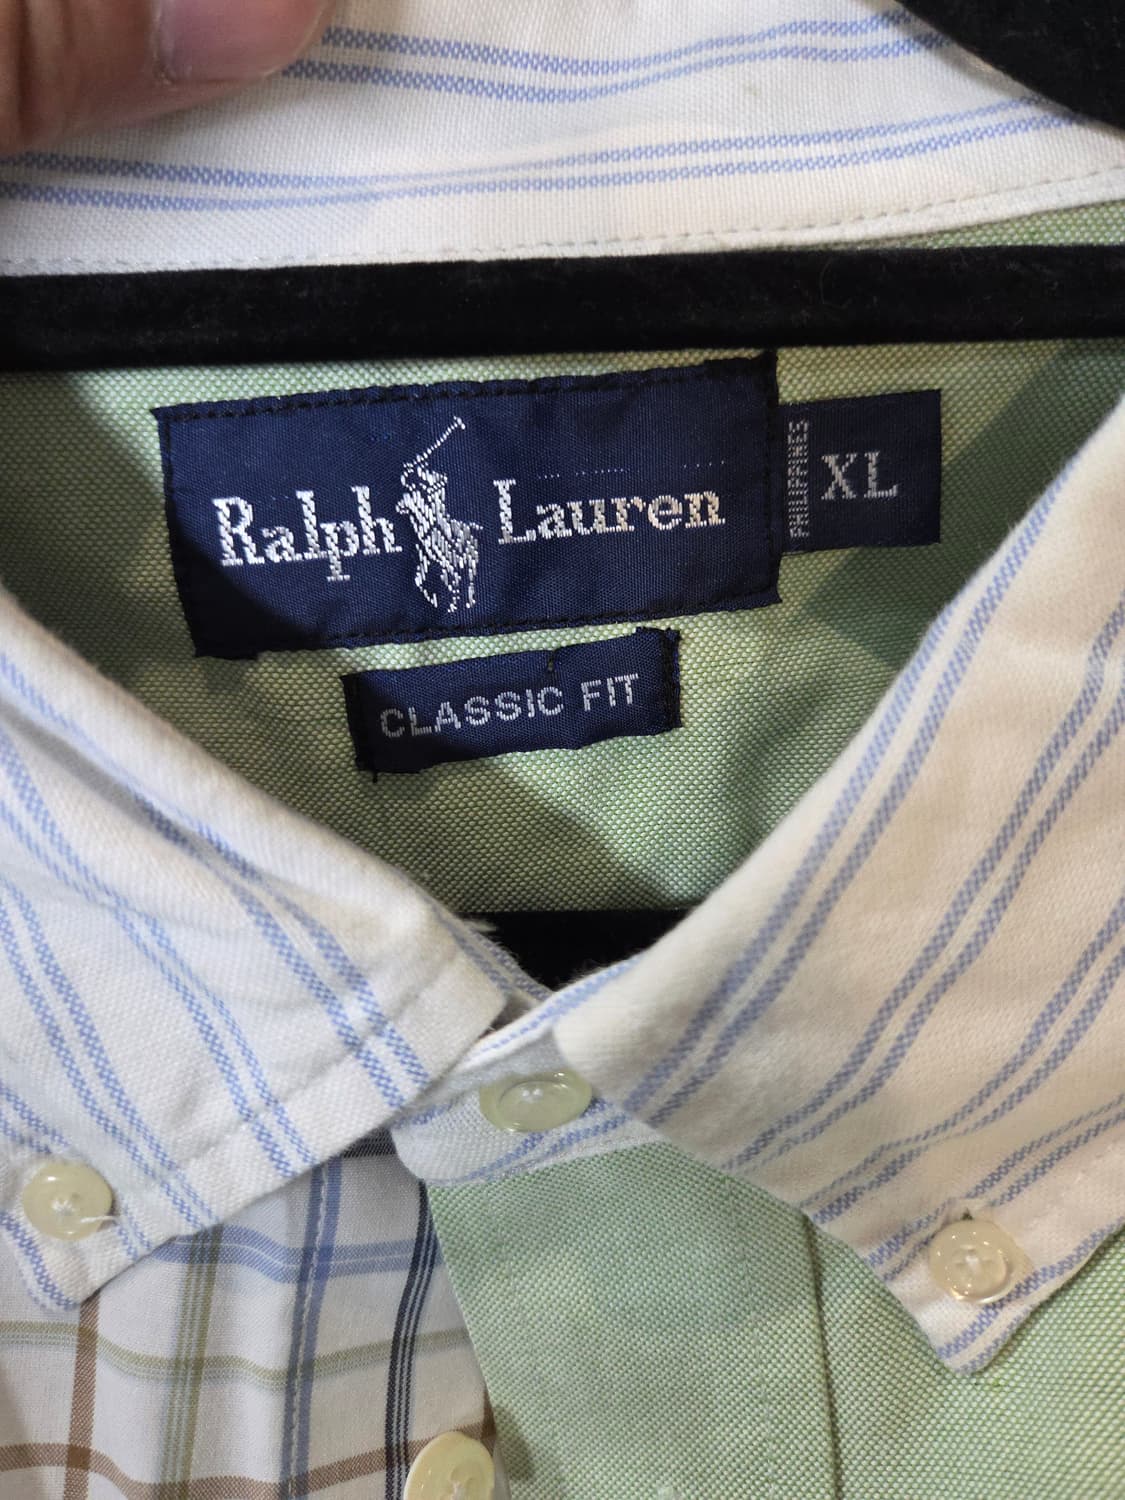 Ralph Lauren
PHILIPPINES
XL
CLASSIC FIT